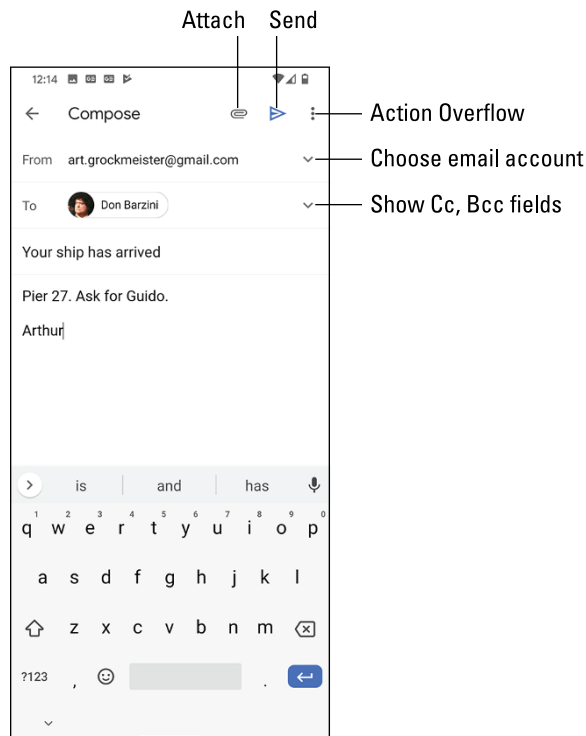 Attach Send
12:14
Compose
Action Overflow
From art.grockmeister@gmail.com
Choose email account
To Don Barzini
Show Cc, Bcc fields
Your ship has arrived
Pier 27. Ask for Guido.
Arthur
is and has
1 2 3 4 5 6 7 8 9 0
q w e r t y u i o p
a s d f g h j k l
z x c v b n m
?123 , .